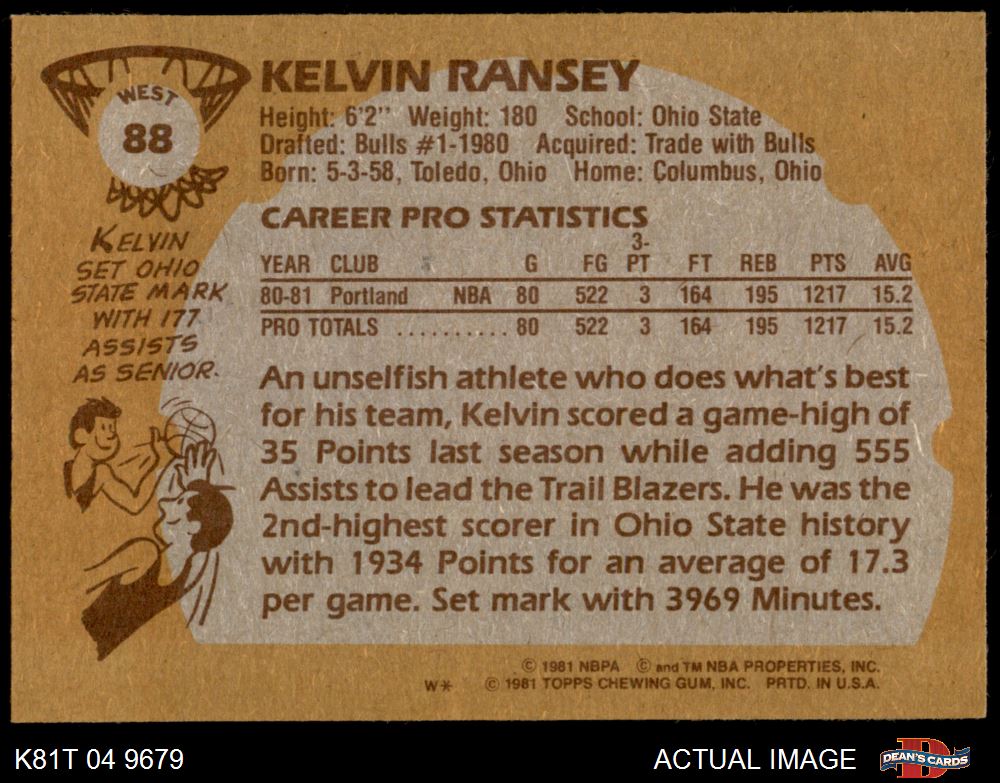 WEST
88
KELVIN RANSEY
Height: 6'2" Weight: 180 School: Ohio State
Drafted: Bulls #1-1980 Acquired: Trade with Bulls
Born: 5-3-58, Toledo, Ohio Home: Columbus, Ohio
KELVIN
SET OHIO
STATE MARK
WITH 177
ASSISTS
AS SENIOR.
CAREER PRO STATISTICS
YEAR CLUB G FG 3-PT FT REB PTS AVG
80-81 Portland NBA 80 522 3 164 195 1217 15.2
PRO TOTALS .......... 80 522 3 164 195 1217 15.2
An unselfish athlete who does what's best
for his team, Kelvin scored a game-high of
35 Points last season while adding 555
Assists to lead the Trail Blazers. He was the
2nd-highest scorer in Ohio State history
with 1934 Points for an average of 17.3
per game. Set mark with 3969 Minutes.
© 1981 NBPA © and TM NBA PROPERTIES, INC.
W* © 1981 TOPPS CHEWING GUM, INC. PRTD. IN U.S.A.
K81T 04 9679
ACTUAL IMAGE
DEAN'S CARDS